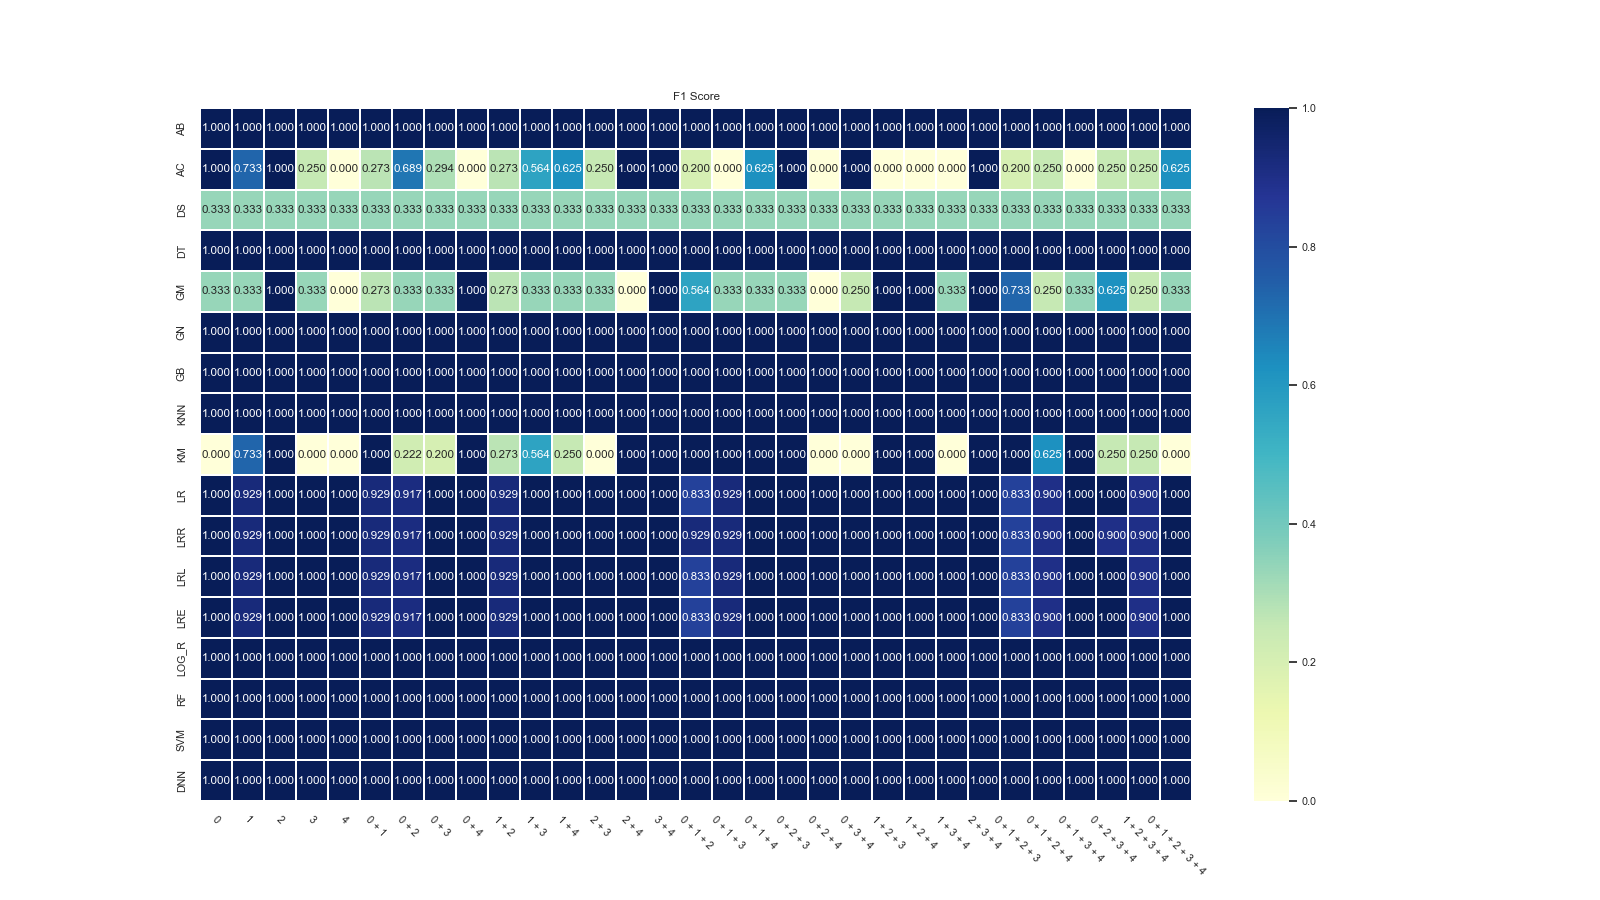 F1 Score
AB 1.000 1.000 1.000 1.000 1.000 1.000 1.000 1.000 1.000 1.000 1.000 1.000 1.000 1.000 1.000 1.000 1.000 1.000 1.000 1.000 1.000 1.000 1.000 1.000 1.000 1.000 1.000 1.000 1.000 1.000 1.000
AC 1.000 0.733 1.000 0.250 0.000 0.273 0.689 0.294 0.000 0.273 0.564 0.625 0.250 1.000 1.000 0.200 0.000 0.625 1.000 0.000 1.000 0.000 0.000 0.000 1.000 0.200 0.250 0.000 0.250 0.250 0.625
DS 0.333 0.333 0.333 0.333 0.333 0.333 0.333 0.333 0.333 0.333 0.333 0.333 0.333 0.333 0.333 0.333 0.333 0.333 0.333 0.333 0.333 0.333 0.333 0.333 0.333 0.333 0.333 0.333 0.333 0.333 0.333
DT 1.000 1.000 1.000 1.000 1.000 1.000 1.000 1.000 1.000 1.000 1.000 1.000 1.000 1.000 1.000 1.000 1.000 1.000 1.000 1.000 1.000 1.000 1.000 1.000 1.000 1.000 1.000 1.000 1.000 1.000 1.000
GM 0.333 0.333 1.000 0.333 0.000 0.273 0.333 0.333 1.000 0.273 0.333 0.333 0.333 0.000 1.000 0.564 0.333 0.333 0.333 0.000 0.250 1.000 1.000 0.333 1.000 0.733 0.250 0.333 0.625 0.250 0.333
GN 1.000 1.000 1.000 1.000 1.000 1.000 1.000 1.000 1.000 1.000 1.000 1.000 1.000 1.000 1.000 1.000 1.000 1.000 1.000 1.000 1.000 1.000 1.000 1.000 1.000 1.000 1.000 1.000 1.000 1.000 1.000
GB 1.000 1.000 1.000 1.000 1.000 1.000 1.000 1.000 1.000 1.000 1.000 1.000 1.000 1.000 1.000 1.000 1.000 1.000 1.000 1.000 1.000 1.000 1.000 1.000 1.000 1.000 1.000 1.000 1.000 1.000 1.000
KNN 1.000 1.000 1.000 1.000 1.000 1.000 1.000 1.000 1.000 1.000 1.000 1.000 1.000 1.000 1.000 1.000 1.000 1.000 1.000 1.000 1.000 1.000 1.000 1.000 1.000 1.000 1.000 1.000 1.000 1.000 1.000
KM 0.000 0.733 1.000 0.000 0.000 1.000 0.222 0.200 1.000 0.273 0.564 0.250 0.000 1.000 1.000 1.000 1.000 1.000 1.000 0.000 0.000 1.000 1.000 0.000 1.000 1.000 0.625 1.000 0.250 0.250 0.000
LR 1.000 0.929 1.000 1.000 1.000 0.929 0.917 1.000 1.000 0.929 1.000 1.000 1.000 1.000 1.000 0.833 0.929 1.000 1.000 1.000 1.000 1.000 1.000 1.000 1.000 0.833 0.900 1.000 1.000 0.900 1.000
LRR 1.000 0.929 1.000 1.000 1.000 0.929 0.917 1.000 1.000 0.929 1.000 1.000 1.000 1.000 1.000 0.929 0.929 1.000 1.000 1.000 1.000 1.000 1.000 1.000 1.000 0.833 0.900 1.000 0.900 0.900 1.000
LRL 1.000 0.929 1.000 1.000 1.000 0.929 0.917 1.000 1.000 0.929 1.000 1.000 1.000 1.000 1.000 0.833 0.929 1.000 1.000 1.000 1.000 1.000 1.000 1.000 1.000 0.833 0.900 1.000 1.000 0.900 1.000
LRE 1.000 0.929 1.000 1.000 1.000 0.929 0.917 1.000 1.000 0.929 1.000 1.000 1.000 1.000 1.000 0.833 0.929 1.000 1.000 1.000 1.000 1.000 1.000 1.000 1.000 0.833 0.900 1.000 1.000 0.900 1.000
LOG_R 1.000 1.000 1.000 1.000 1.000 1.000 1.000 1.000 1.000 1.000 1.000 1.000 1.000 1.000 1.000 1.000 1.000 1.000 1.000 1.000 1.000 1.000 1.000 1.000 1.000 1.000 1.000 1.000 1.000 1.000 1.000
RF 1.000 1.000 1.000 1.000 1.000 1.000 1.000 1.000 1.000 1.000 1.000 1.000 1.000 1.000 1.000 1.000 1.000 1.000 1.000 1.000 1.000 1.000 1.000 1.000 1.000 1.000 1.000 1.000 1.000 1.000 1.000
SVM 1.000 1.000 1.000 1.000 1.000 1.000 1.000 1.000 1.000 1.000 1.000 1.000 1.000 1.000 1.000 1.000 1.000 1.000 1.000 1.000 1.000 1.000 1.000 1.000 1.000 1.000 1.000 1.000 1.000 1.000 1.000
DNN 1.000 1.000 1.000 1.000 1.000 1.000 1.000 1.000 1.000 1.000 1.000 1.000 1.000 1.000 1.000 1.000 1.000 1.000 1.000 1.000 1.000 1.000 1.000 1.000 1.000 1.000 1.000 1.000 1.000 1.000 1.000
0
1
2
3
4
0 + 1
0 + 2
0 + 3
0 + 4
1 + 2
1 + 3
1 + 4
2 + 3
2 + 4
3 + 4
0 + 1 + 2
0 + 1 + 3
0 + 1 + 4
0 + 2 + 3
0 + 2 + 4
0 + 3 + 4
1 + 2 + 3
1 + 2 + 4
1 + 3 + 4
2 + 3 + 4
0 + 1 + 2 + 3
0 + 1 + 2 + 4
0 + 1 + 3 + 4
0 + 2 + 3 + 4
1 + 2 + 3 + 4
0 + 1 + 2 + 3 + 4
1.0
0.8
0.6
0.4
0.2
0.0